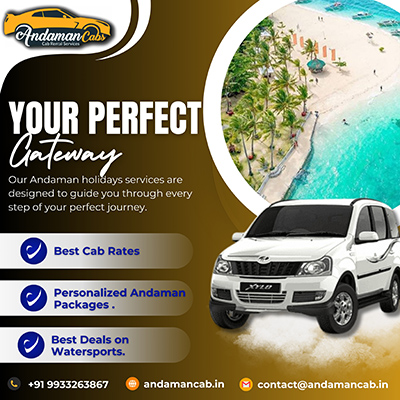 AndamanCabs
Cab Rental Services
YOUR PERFECT
Gateway
Our Andaman holidays services are
designed to guide you through every
step of your perfect journey.
Best Cab Rates
Personalized Andaman
Packages .
Best Deals on
Watersports.
XYLO
+91 9933263867
andamancab.in
contact@andamancab.in